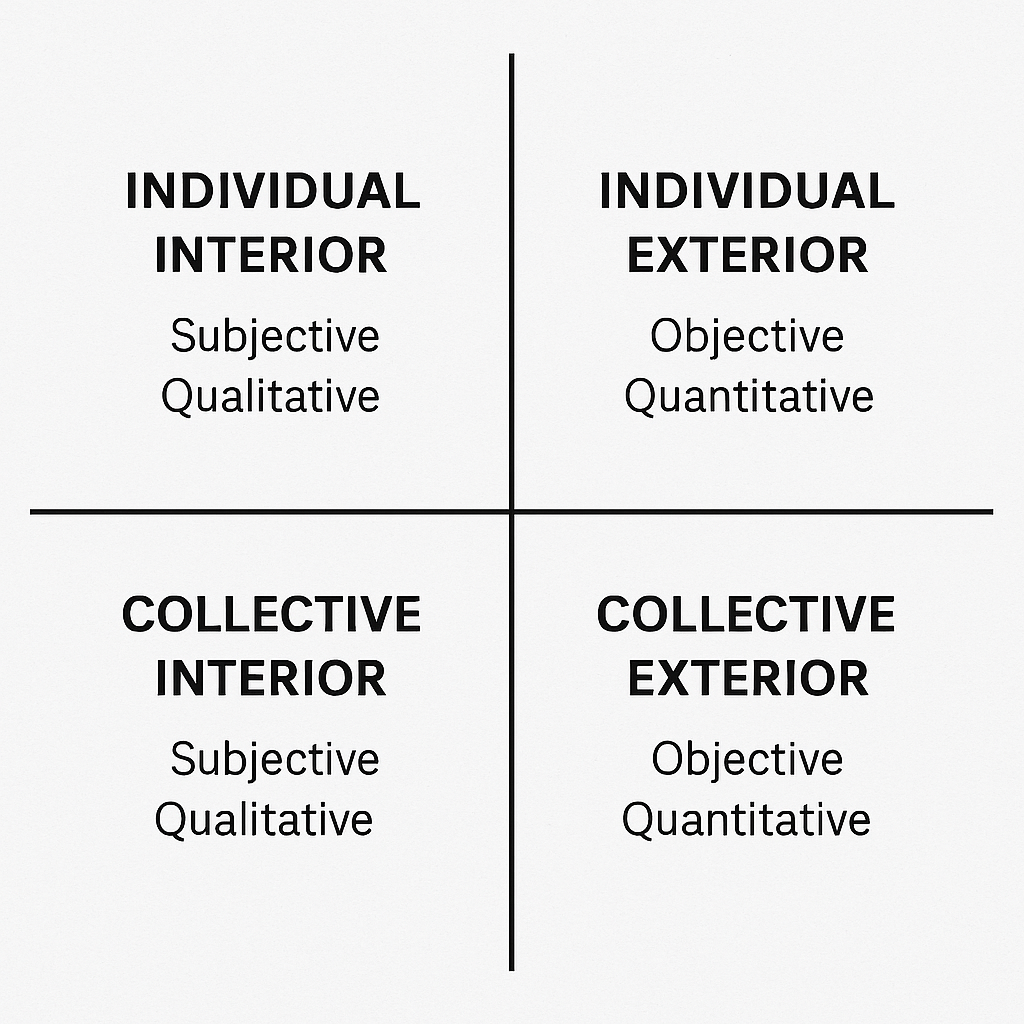 INDIVIDUAL
INTERIOR
Subjective
Qualitative
INDIVIDUAL
EXTERIOR
Objective
Quantitative
COLLECTIVE
INTERIOR
Subjective
Qualitative
COLLECTIVE
EXTERIOR
Objective
Quantitative